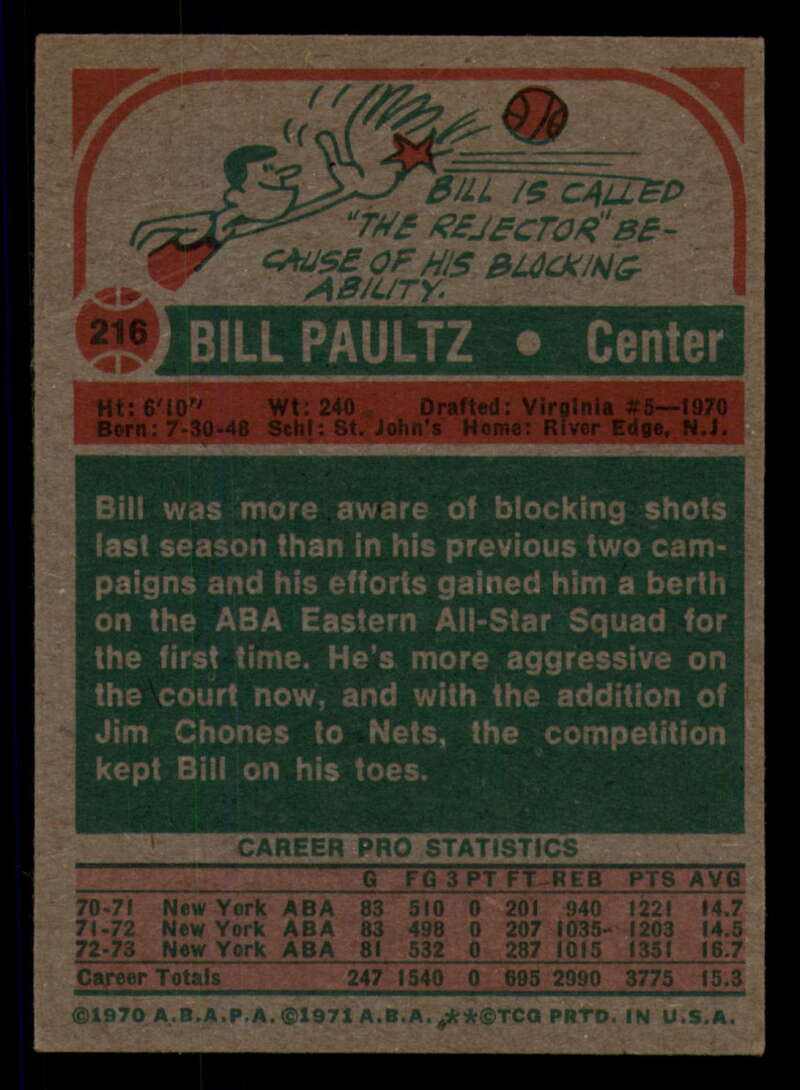 BILL IS CALLED
"THE REJECTOR" BE-
CAUSE OF HIS BLOCKING
ABILITY.
216 BILL PAULTZ • Center
Ht: 6'10" Wt: 240 Drafted: Virginia #5—1970
Born: 7-30-48 Schl: St. John's Home: River Edge, N.J.
Bill was more aware of blocking shots
last season than in his previous two cam-
paigns and his efforts gained him a berth
on the ABA Eastern All-Star Squad for
the first time. He's more aggressive on
the court now, and with the addition of
Jim Chones to Nets, the competition
kept Bill on his toes.
CAREER PRO STATISTICS
G FG 3 PT FT REB PTS AVG
70-71 New York ABA 83 510 0 201 940 1221 14.7
71-72 New York ABA 83 498 0 207 1035 1203 14.5
72-73 New York ABA 81 532 0 287 1015 1351 16.7
Career Totals 247 1540 0 695 2990 3775 15.3
©1970 A.B.A.P.A. ©1971 A.B.A. **©TCG PRTD. IN U.S.A.